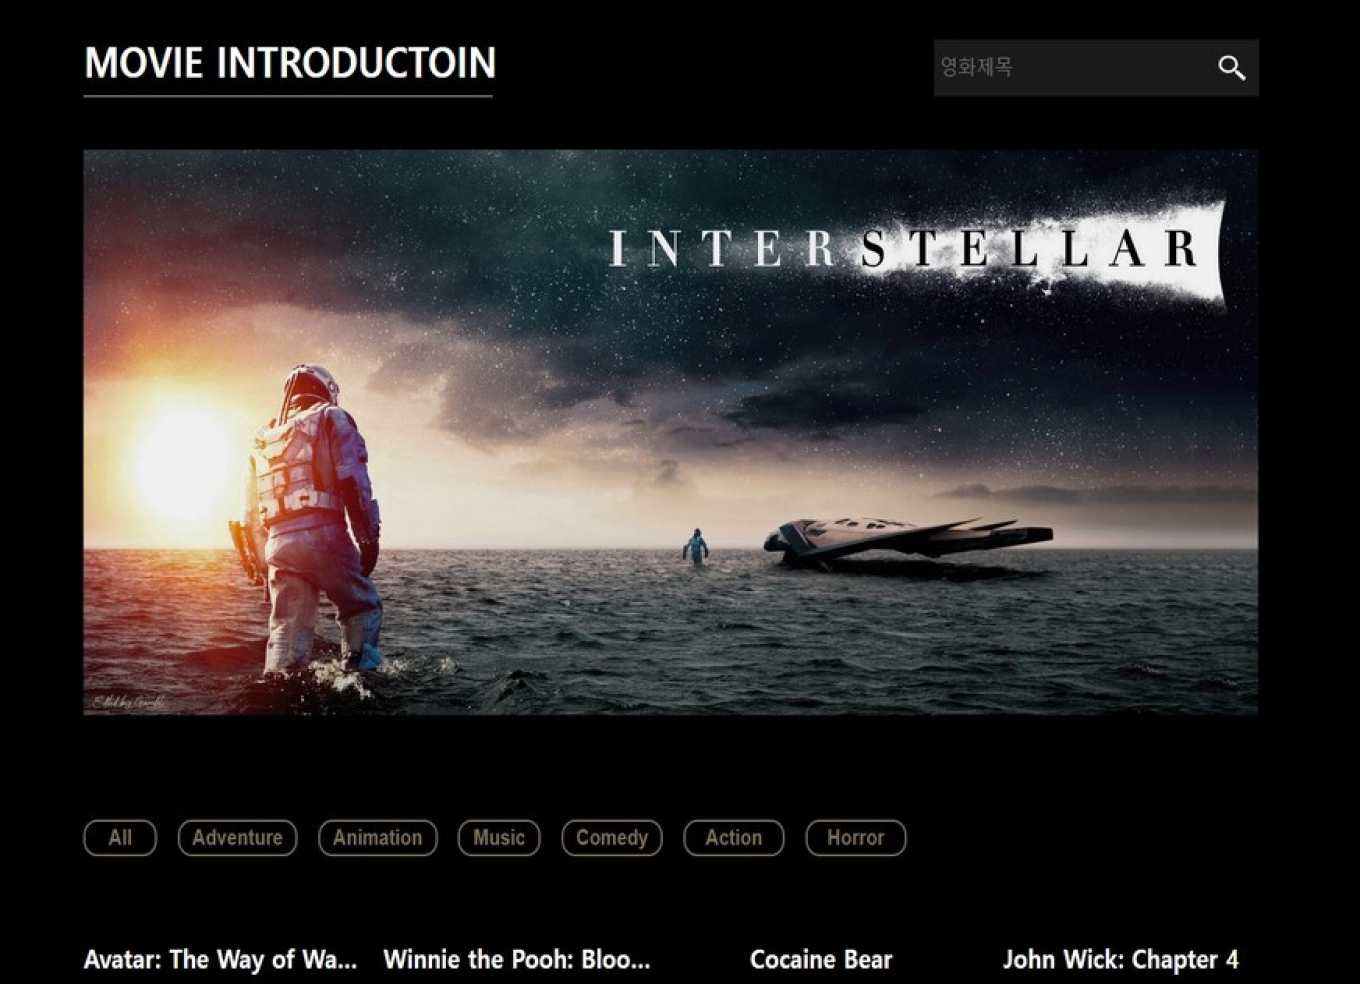 MOVIE INTRODUCTOIN
영화제목
INTERSTELLAR
All Adventure Animation Music Comedy Action Horror
Avatar: The Way of Wa... Winnie the Pooh: Bloo... Cocaine Bear John Wick: Chapter 4